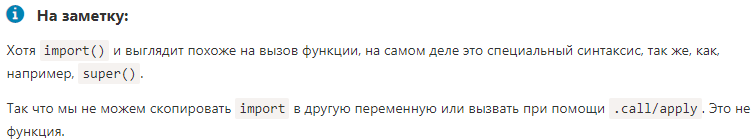 На заметку:
Хотя import() и выглядит похоже на вызов функции, на самом деле это специальный синтаксис, так же, как,
например, super().
Так что мы не можем скопировать import в другую переменную или вызвать при помощи .call/apply. Это не
функция.